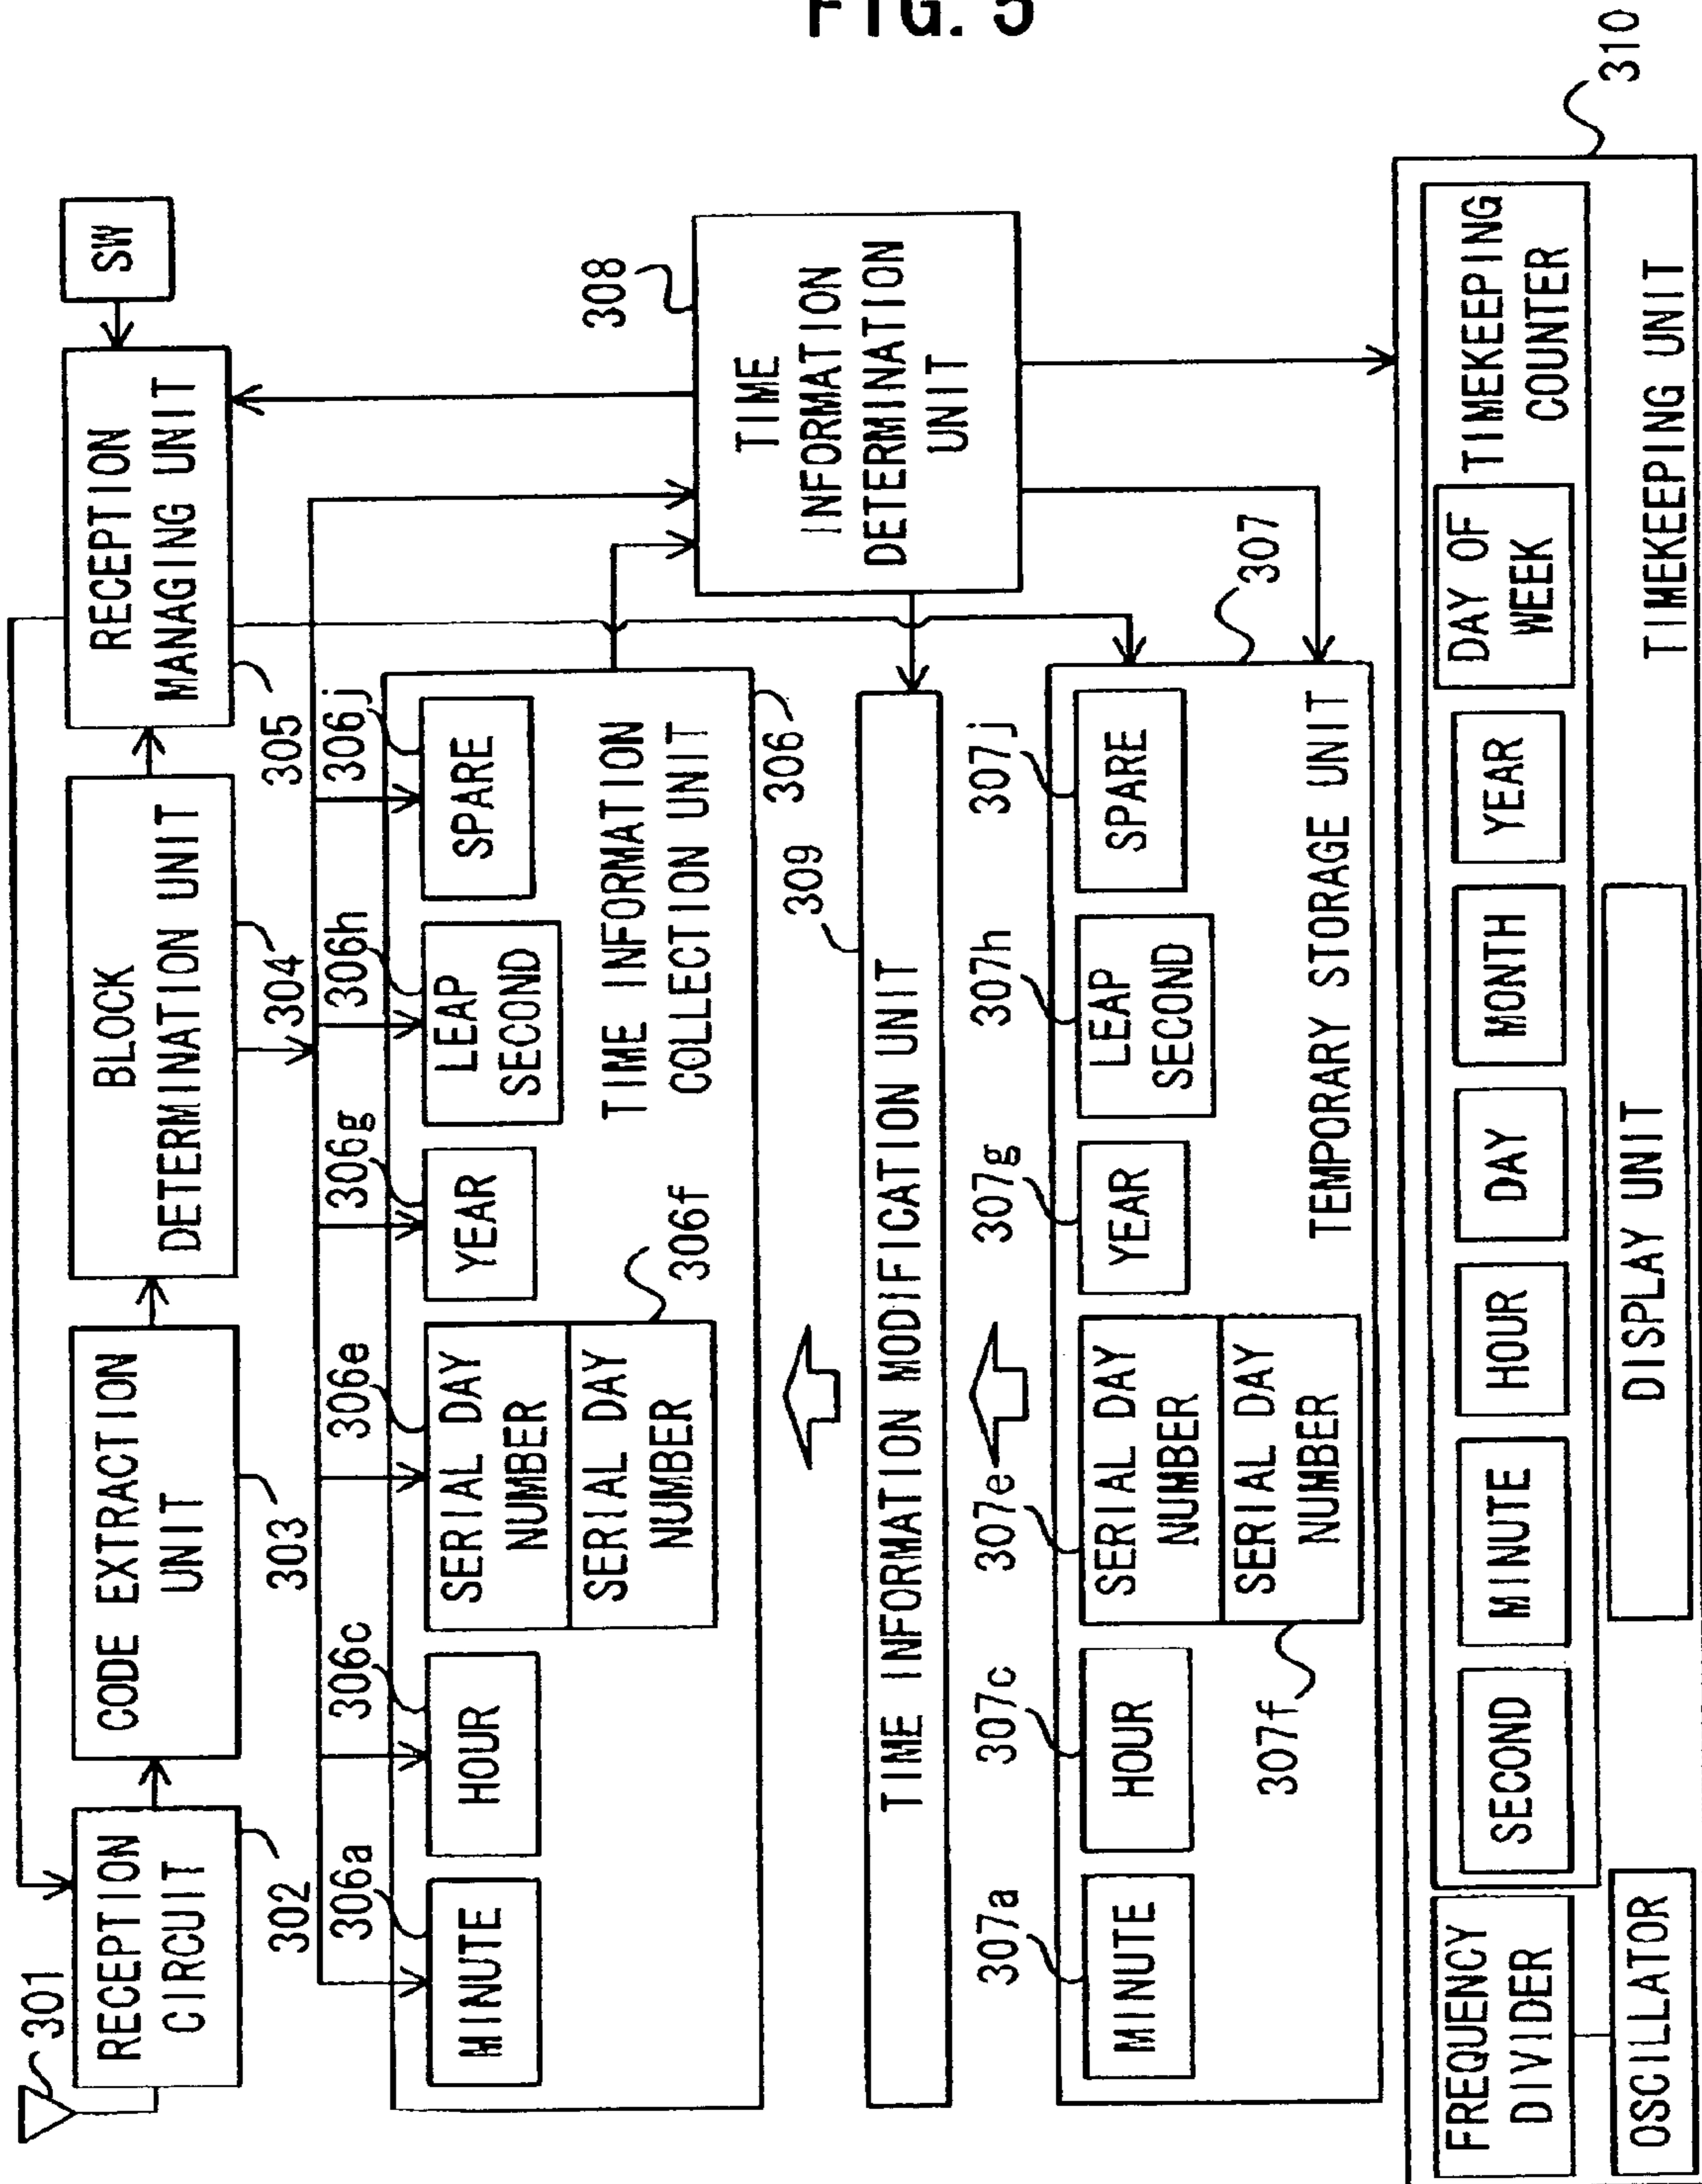 FIG. 5
301
RECEPTION
CIRCUIT
302
CODE EXTRACTION
UNIT
303
BLOCK
DETERMINATION UNIT
304
RECEPTION
MANAGING UNIT
305
SW
306a
306c
306e
306g
306h
306j
MINUTE
HOUR
SERIAL DAY
NUMBER
SERIAL DAY
NUMBER
306f
YEAR
LEAP
SECOND
SPARE
TIME INFORMATION
COLLECTION UNIT
306
308
TIME
INFORMATION
DETERMINATION
UNIT
309
TIME INFORMATION MODIFICATION UNIT
307a
307c
307e
307g
307h
307j
307
MINUTE
HOUR
SERIAL DAY
NUMBER
SERIAL DAY
NUMBER
307f
YEAR
LEAP
SECOND
SPARE
TEMPORARY STORAGE UNIT
310
FREQUENCY
DIVIDER
SECOND
MINUTE
HOUR
DAY
MONTH
YEAR
DAY OF
WEEK
TIMEKEEPING
COUNTER
OSCILLATOR
DISPLAY UNIT
TIMEKEEPING UNIT